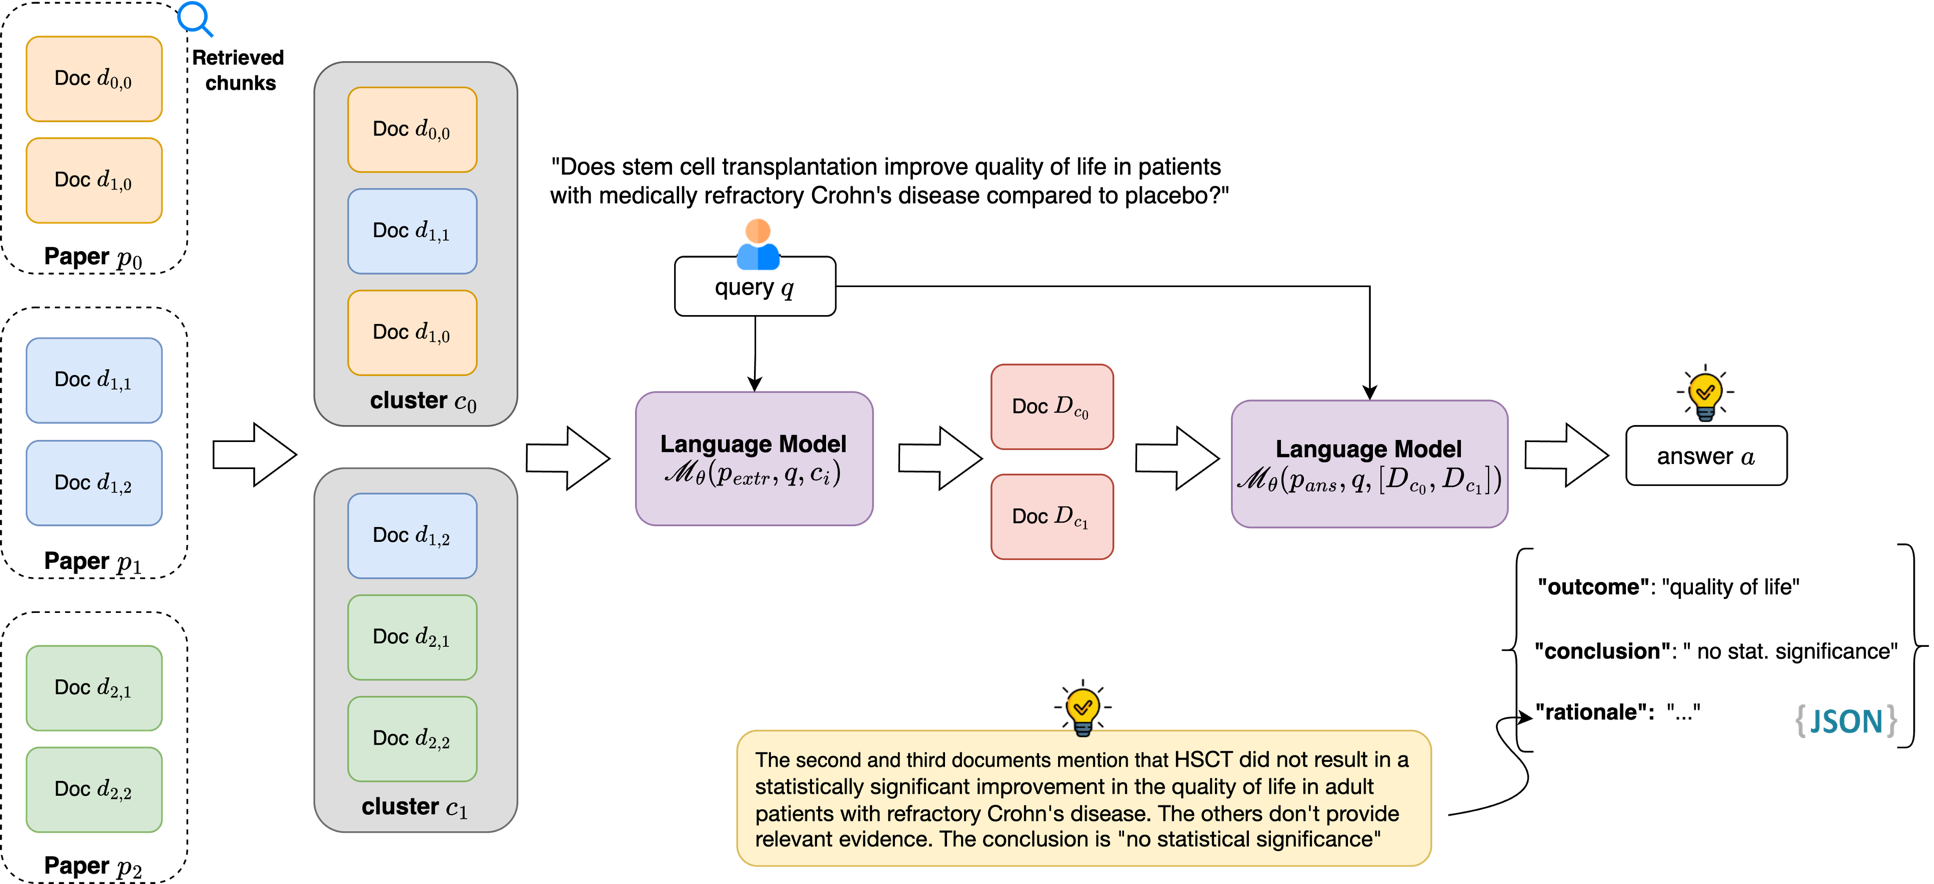 Retrieved
chunks
Doc d_{0,0}
Doc d_{1,0}
Paper p_0
Doc d_{1,1}
Doc d_{1,2}
Paper p_1
Doc d_{2,1}
Doc d_{2,2}
Paper p_2
Doc d_{0,0}
Doc d_{1,1}
Doc d_{1,0}
cluster c_0
Doc d_{1,2}
Doc d_{2,1}
Doc d_{2,2}
cluster c_1
"Does stem cell transplantation improve quality of life in patients
with medically refractory Crohn's disease compared to placebo?"
query q
Language Model
ℳ_θ(p_{extr}, q, c_i)
Doc D_{c_0}
Doc D_{c_1}
Language Model
ℳ_θ(p_{ans}, q, [D_{c_0}, D_{c_1}])
answer a
"outcome": "quality of life"
"conclusion": " no stat. significance"
"rationale": "..."
{JSON}
The second and third documents mention that HSCT did not result in a
statistically significant improvement in the quality of life in adult
patients with refractory Crohn's disease. The others don't provide
relevant evidence. The conclusion is "no statistical significance"